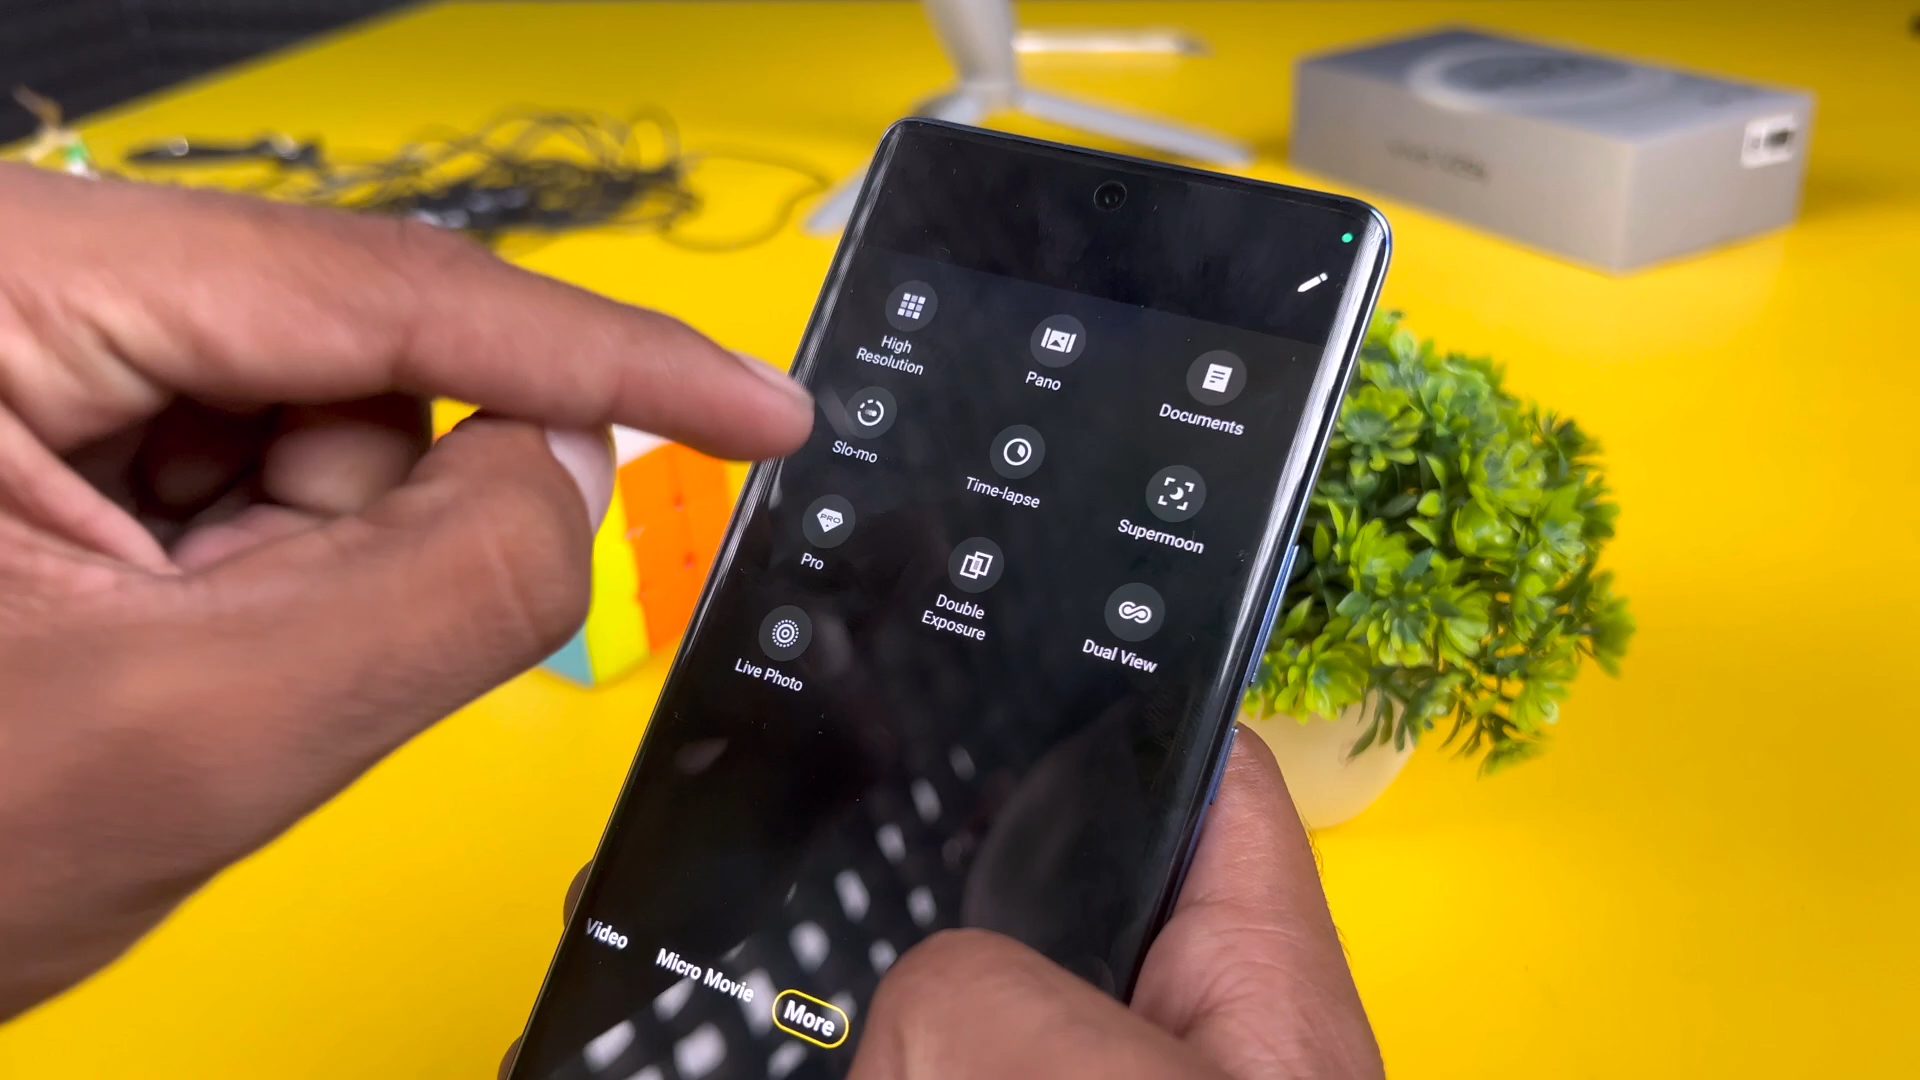 High
Resolution
Pano
Documents
Slo-mo
Time-lapse
Supermoon
PRO
Pro
Double
Exposure
Dual View
Live Photo
Video
Micro Movie
More